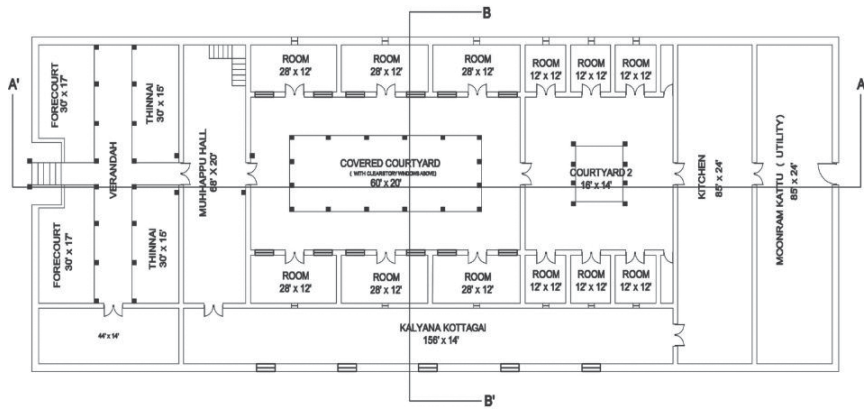 B
A'
A
FORECOURT
30' X 17'
THINNAI
30' X 15'
VERANDAH
MUHHAPPU HALL
68' X 20'
FORECOURT
30' X 17'
THINNAI
30' X 15'
44' x 14'
ROOM
28' x 12'
ROOM
28' x 12'
ROOM
28' x 12'
ROOM
12' x 12'
ROOM
12' x 12'
ROOM
12' x 12'
COVERED COURTYARD
( WITH CLEARSTORY WINDOWS ABOVE)
60' x 20'
COURTYARD 2
16' x 14'
KITCHEN
85' x 24'
MOONRAM KATTU ( UTILITY)
85' x 24'
ROOM
28' x 12'
ROOM
28' x 12'
ROOM
28' x 12'
ROOM
12' x 12'
ROOM
12' x 12'
ROOM
12' x 12'
KALYANA KOTTAGAI
156' x 14'
B'